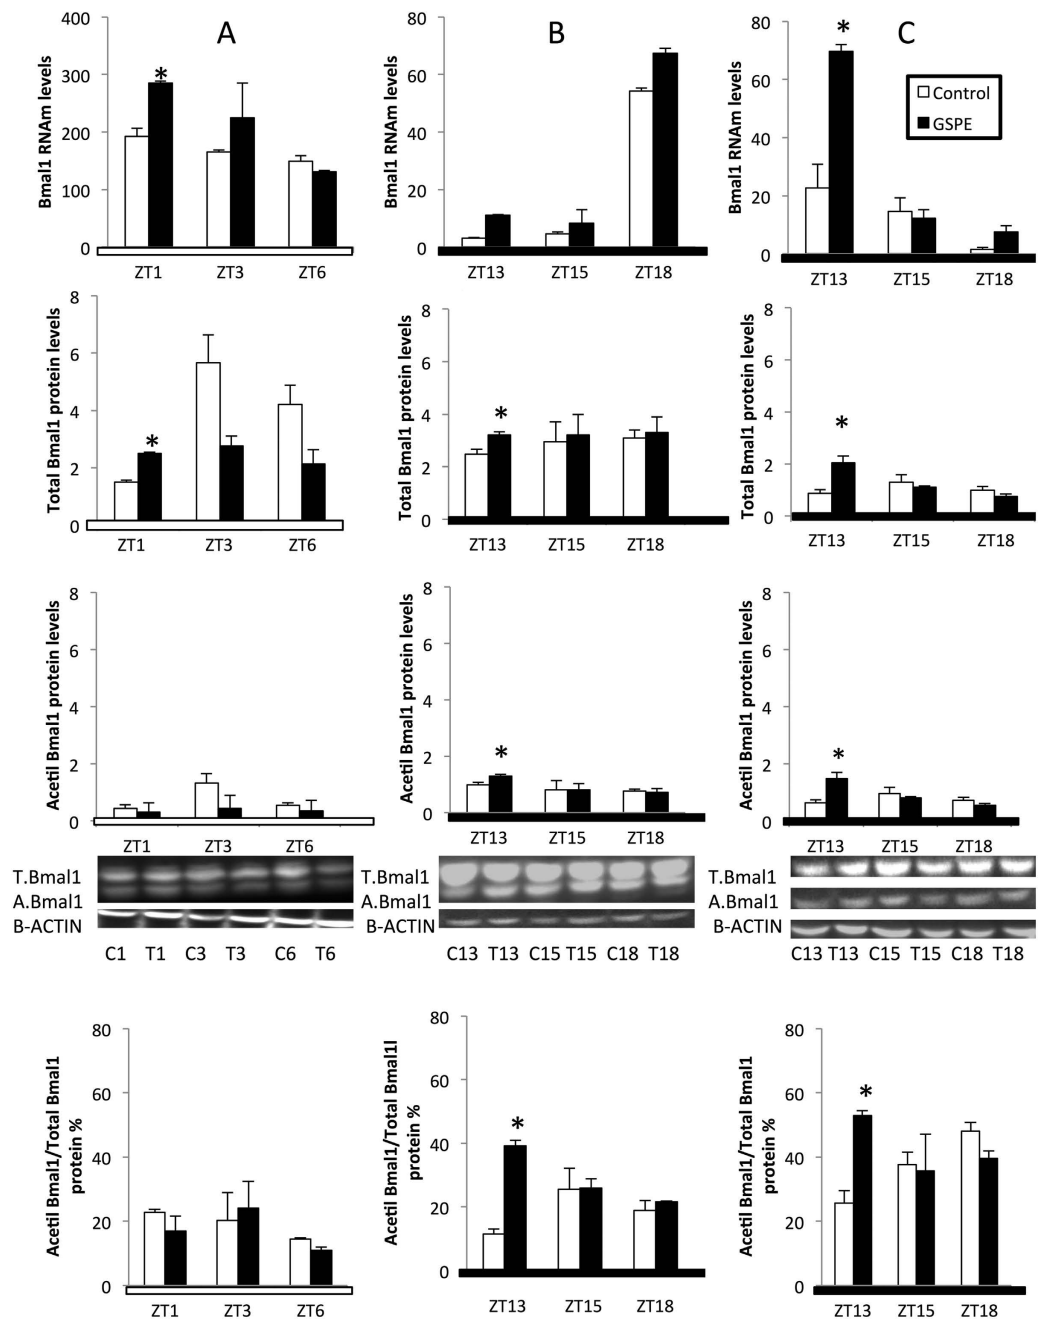 A
Bmal1 RNAm levels
400
300
200
100
0
ZT1 ZT3 ZT6
*
B
Bmal1 RNAm levels
80
60
40
20
0
ZT13 ZT15 ZT18
C
Bmal1 RNAm levels
80
60
40
20
0
ZT13 ZT15 ZT18
*
Control
GSPE
Total Bmal1 protein levels
8
6
4
2
0
ZT1 ZT3 ZT6
*
Total Bmal1 protein levels
8
6
4
2
0
ZT13 ZT15 ZT18
*
Total Bmal1 protein levels
8
6
4
2
0
ZT13 ZT15 ZT18
*
Acetil Bmal1 protein levels
8
6
4
2
0
ZT1 ZT3 ZT6
Acetil Bmal1 protein levels
8
6
4
2
0
ZT13 ZT15 ZT18
*
Acetil Bmal1 protein levels
8
6
4
2
0
ZT13 ZT15 ZT18
*
T.Bmal1
A.Bmal1
B-ACTIN
C1 T1 C3 T3 C6 T6
T.Bmal1
A.Bmal1
B-ACTIN
C13 T13 C15 T15 C18 T18
T.Bmal1
A.Bmal1
B-ACTIN
C13 T13 C15 T15 C18 T18
Acetil Bmal1/Total Bmal1
protein %
80
60
40
20
0
ZT1 ZT3 ZT6
Acetil Bmal1/Total Bmal1l
protein %
80
60
40
20
0
ZT13 ZT15 ZT18
*
Acetil Bmal1/Total Bmal1
protein %
80
60
40
20
0
ZT13 ZT15 ZT18
*